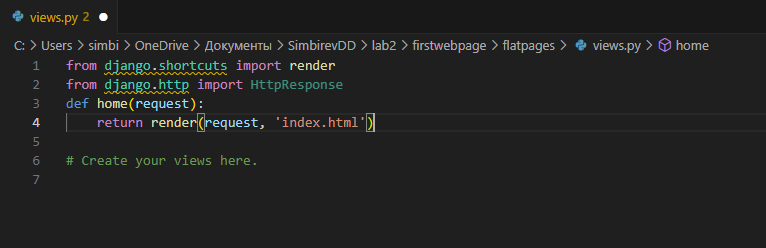 views.py 2
C: > Users > simbi > OneDrive > Документы > SimbirevDD > lab2 > firstwebpage > flatpages > views.py > home
1 from django.shortcuts import render
2 from django.http import HttpResponse
3 def home(request):
4     return render(request, 'index.html')
5
6 # Create your views here.
7